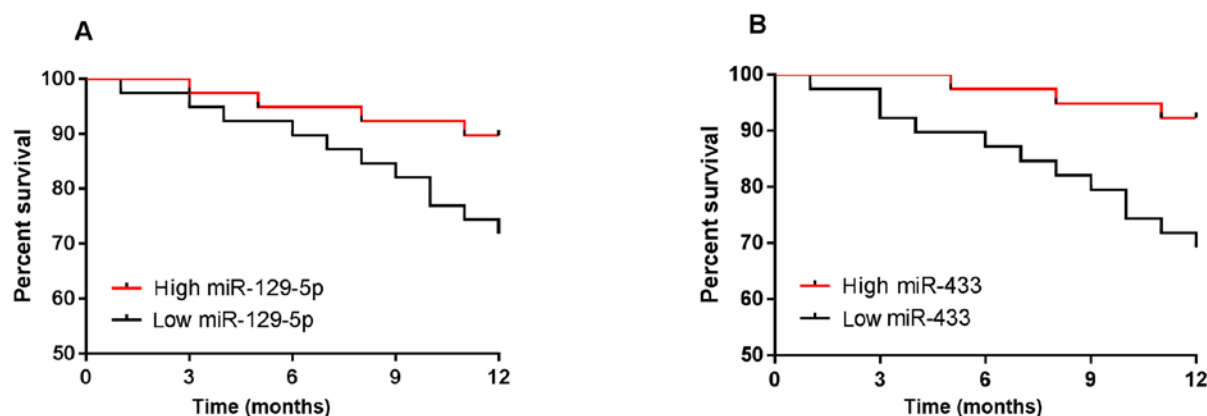 A
Percent survival
100
90
80
70
60
50
High miR-129-5p
Low miR-129-5p
0 3 6 9 12
Time (months)
B
Percent survival
100
90
80
70
60
50
High miR-433
Low miR-433
0 3 6 9 12
Time (months)